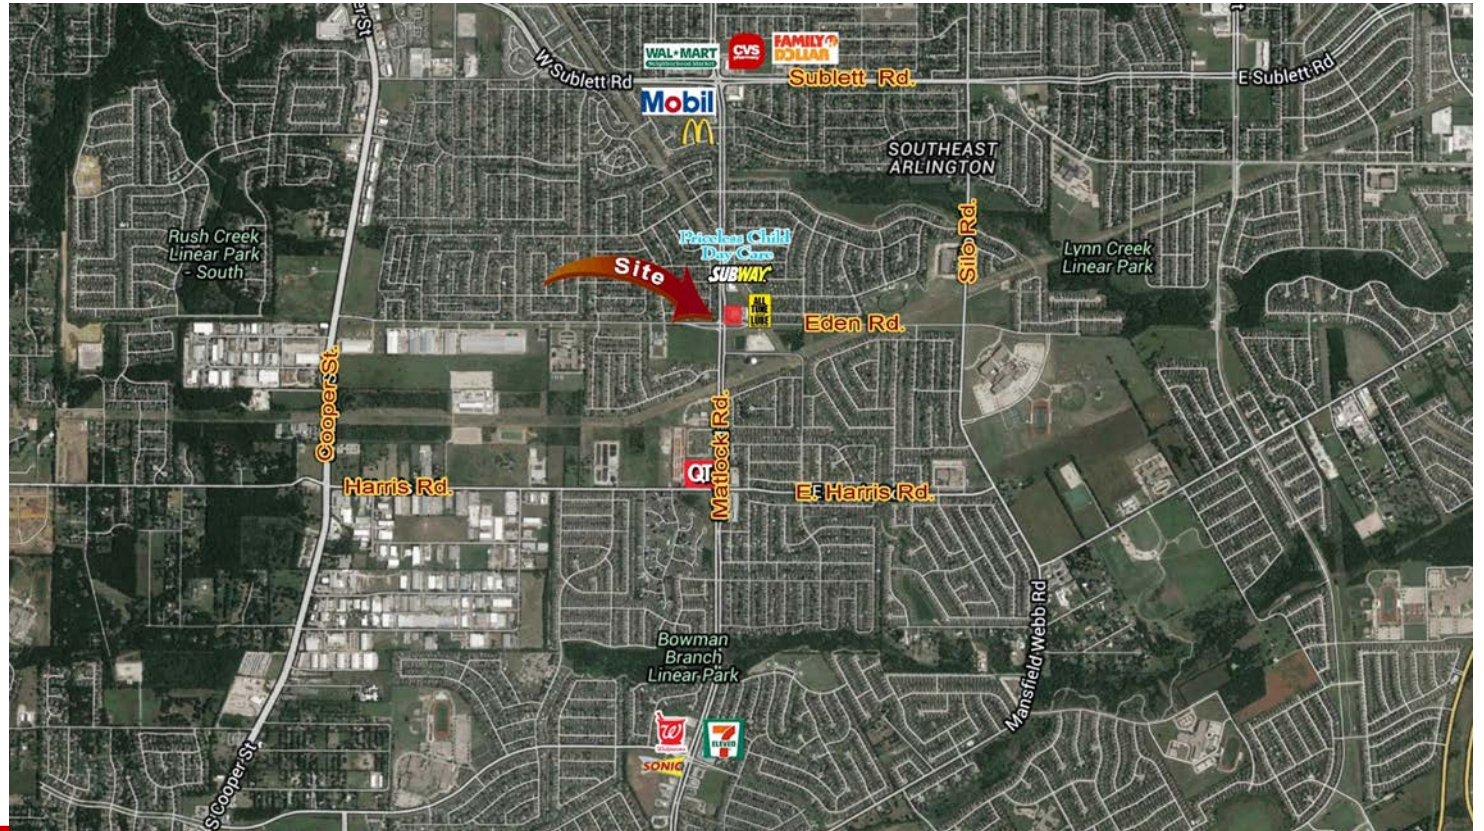 er St
WAL★MART
Neighborhood Market
CVS
pharmacy
FAMILY
DOLLAR
W Sublett Rd
Sublett Rd.
E Sublett Rd
Mobil
M
SOUTHEAST
ARLINGTON
Rush Creek
Linear Park
- South
Priceless Child
Day Care
SUBWAY
Site
ALL
TUNE
LUBE
Silo Rd.
Lynn Creek
Linear Park
Eden Rd.
Cooper St.
Matlock Rd.
QT
Harris Rd.
E. Harris Rd.
Mansfield Webb Rd
Bowman
Branch
Linear Park
W
Walgreens
7
ELEVEN
SONIC
S Cooper St